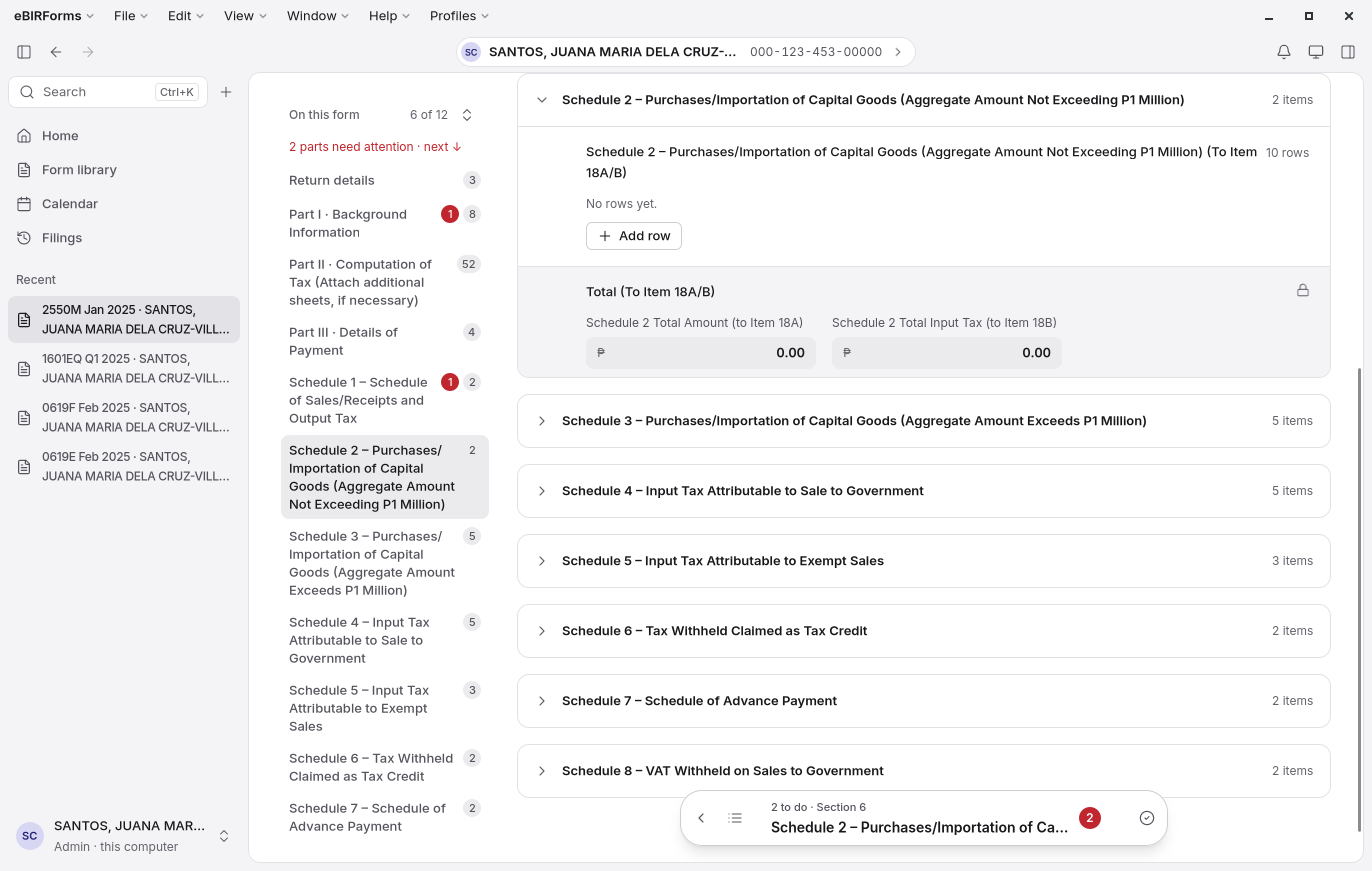 eBIRForms File Edit View Window Help Profiles
SC SANTOS, JUANA MARIA DELA CRUZ-... 000-123-453-00000
Search Ctrl+K
Home
Form library
Calendar
Filings
Recent
2550M Jan 2025 · SANTOS,
JUANA MARIA DELA CRUZ-VILL...
1601EQ Q1 2025 · SANTOS,
JUANA MARIA DELA CRUZ-VILL...
0619F Feb 2025 · SANTOS,
JUANA MARIA DELA CRUZ-VILL...
0619E Feb 2025 · SANTOS,
JUANA MARIA DELA CRUZ-VILL...
SC SANTOS, JUANA MAR...
Admin · this computer
On this form 6 of 12
2 parts need attention · next ↓
Return details 3
Part I · Background 1 8
Information
Part II · Computation of 52
Tax (Attach additional
sheets, if necessary)
Part III · Details of 4
Payment
Schedule 1 – Schedule 1 2
of Sales/Receipts and
Output Tax
Schedule 2 – Purchases/ 2
Importation of Capital
Goods (Aggregate Amount
Not Exceeding P1 Million)
Schedule 3 – Purchases/ 5
Importation of Capital
Goods (Aggregate Amount
Exceeds P1 Million)
Schedule 4 – Input Tax 5
Attributable to Sale to
Government
Schedule 5 – Input Tax 3
Attributable to Exempt
Sales
Schedule 6 – Tax Withheld 2
Claimed as Tax Credit
Schedule 7 – Schedule of 2
Advance Payment
Schedule 2 – Purchases/Importation of Capital Goods (Aggregate Amount Not Exceeding P1 Million) 2 items
Schedule 2 – Purchases/Importation of Capital Goods (Aggregate Amount Not Exceeding P1 Million) (To Item 10 rows
18A/B)
No rows yet.
Add row
Total (To Item 18A/B)
Schedule 2 Total Amount (to Item 18A) Schedule 2 Total Input Tax (to Item 18B)
₱ 0.00 ₱ 0.00
Schedule 3 – Purchases/Importation of Capital Goods (Aggregate Amount Exceeds P1 Million) 5 items
Schedule 4 – Input Tax Attributable to Sale to Government 5 items
Schedule 5 – Input Tax Attributable to Exempt Sales 3 items
Schedule 6 – Tax Withheld Claimed as Tax Credit 2 items
Schedule 7 – Schedule of Advance Payment 2 items
Schedule 8 – VAT Withheld on Sales to Government 2 items
2 to do · Section 6
Schedule 2 – Purchases/Importation of Ca... 2